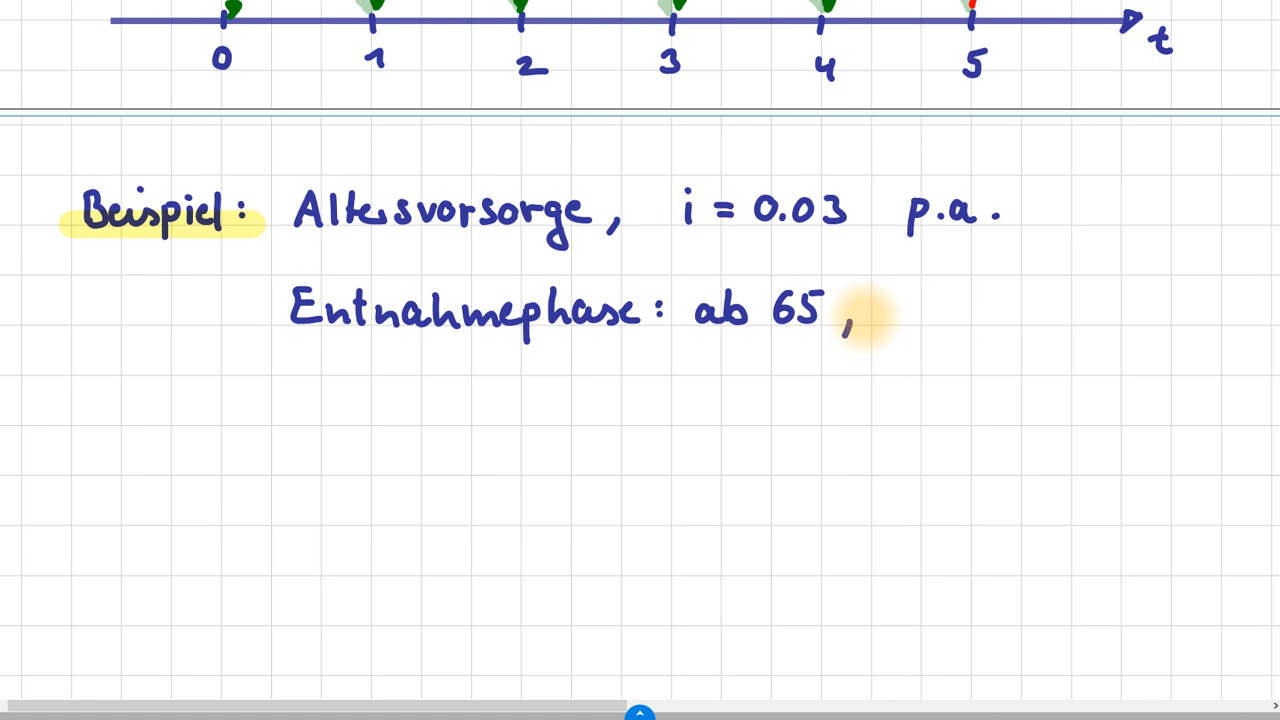 0 1 2 3 4 5 t
Beispiel: Altersvorsorge, i = 0.03 p.a.
Entnahmephase: ab 65,